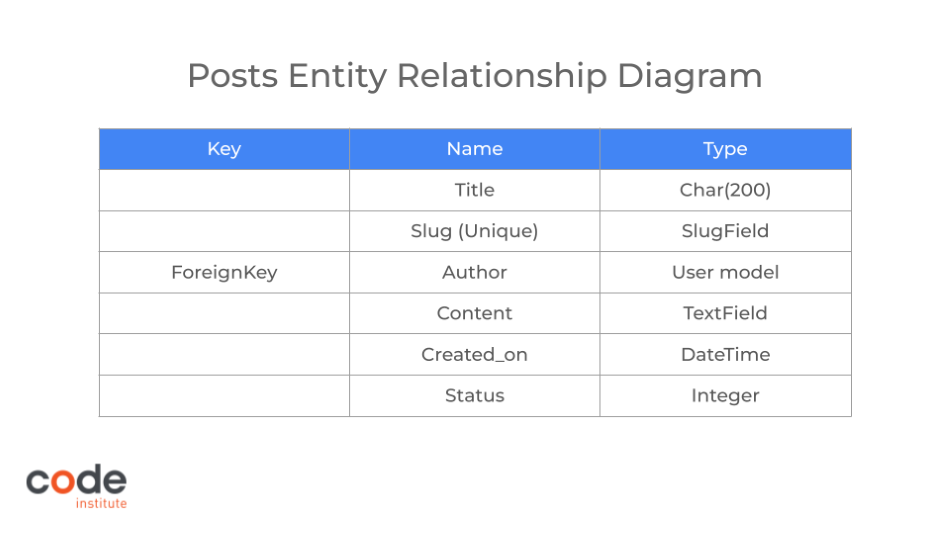 Posts Entity Relationship Diagram
Key Name Type
Title Char(200)
Slug (Unique) SlugField
ForeignKey Author User model
Content TextField
Created_on DateTime
Status Integer
code
institute